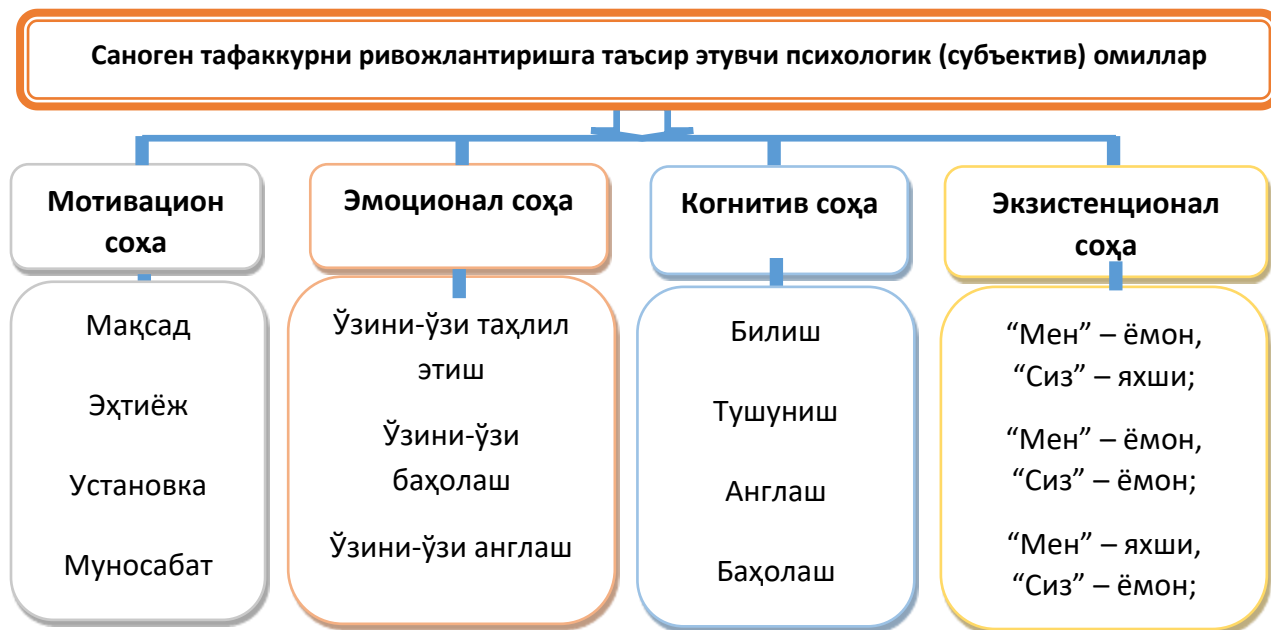 Саноген тафаккурни ривожлантиришга таъсир этувчи психологик (субъектив) омиллар
Мотивацион
соҳа
Эмоционал соҳа
Когнитив соҳа
Экзистенционал
соҳа
Мақсад
Эҳтиёж
Установка
Муносабат
Ўзини-ўзи таҳлил
этиш
Ўзини-ўзи
баҳолаш
Ўзини-ўзи англаш
Билиш
Тушуниш
Англаш
Баҳолаш
“Мен” – ёмон,
“Сиз” – яхши;
“Мен” – ёмон,
“Сиз” – ёмон;
“Мен” – яхши,
“Сиз” – ёмон;